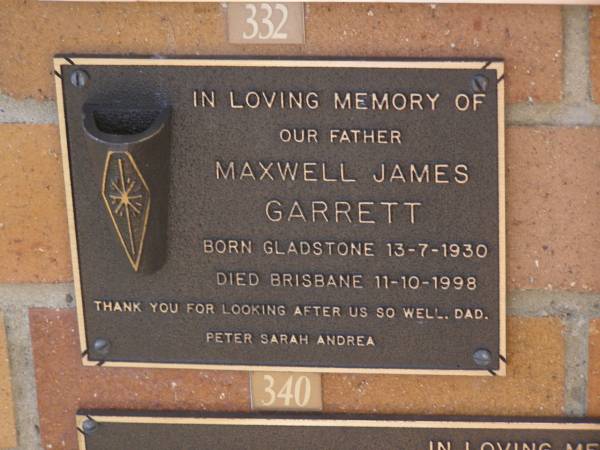 332
IN LOVING MEMORY OF
OUR FATHER
MAXWELL JAMES
GARRETT
BORN GLADSTONE 13-7-1930
DIED BRISBANE 11-10-1998
THANK YOU FOR LOOKING AFTER US SO WELL. DAD.
PETER SARAH ANDREA
340
IN LOVING ME